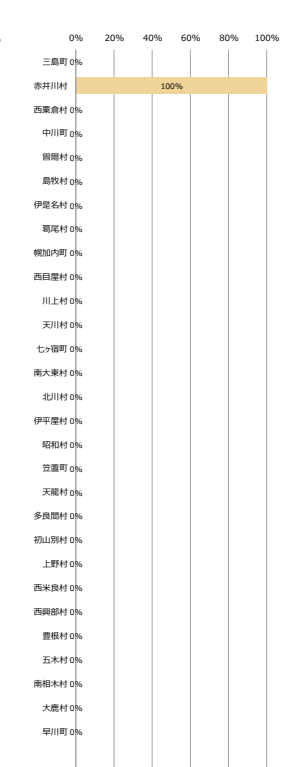 0% 20% 40% 60% 80% 100%
三島町 0%
赤井川村 100%
西粟倉村 0%
中川町 0%
曽爾村 0%
島牧村 0%
伊是名村 0%
葛尾村 0%
幌加内町 0%
西目屋村 0%
川上村 0%
天川村 0%
七ヶ宿町 0%
南大東村 0%
北川村 0%
伊平屋村 0%
昭和村 0%
笠置町 0%
天龍村 0%
多良間村 0%
初山別村 0%
上野村 0%
西米良村 0%
西興部村 0%
豊根村 0%
五木村 0%
南相木村 0%
大鹿村 0%
早川町 0%